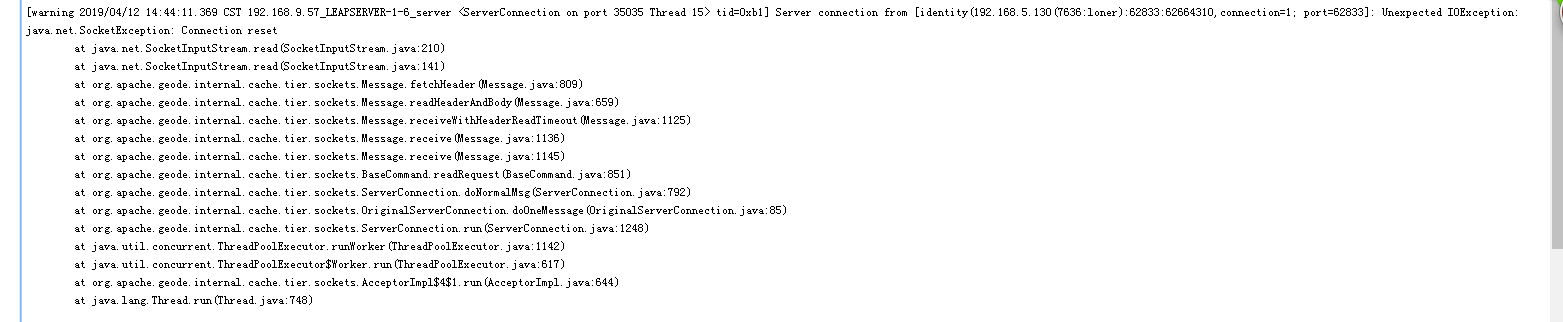 [warning 2019/04/12 14:44:11.369 CST 192.168.9.57_LEAPSERVER-1-6_server <ServerConnection on port 35035 Thread 15> tid=0xb1] Server connection from [identity(192.168.5.130(7636:loner):62833:62664310,connection=1; port=62833]: Unexpected IOException:
java.net.SocketException: Connection reset
at java.net.SocketInputStream.read(SocketInputStream.java:210)
at java.net.SocketInputStream.read(SocketInputStream.java:141)
at org.apache.geode.internal.cache.tier.sockets.Message.fetchHeader(Message.java:809)
at org.apache.geode.internal.cache.tier.sockets.Message.readHeaderAndBody(Message.java:659)
at org.apache.geode.internal.cache.tier.sockets.Message.receiveWithHeaderReadTimeout(Message.java:1125)
at org.apache.geode.internal.cache.tier.sockets.Message.receive(Message.java:1136)
at org.apache.geode.internal.cache.tier.sockets.Message.receive(Message.java:1145)
at org.apache.geode.internal.cache.tier.sockets.BaseCommand.readRequest(BaseCommand.java:851)
at org.apache.geode.internal.cache.tier.sockets.ServerConnection.doNormalMsg(ServerConnection.java:792)
at org.apache.geode.internal.cache.tier.sockets.OriginalServerConnection.doOneMessage(OriginalServerConnection.java:85)
at org.apache.geode.internal.cache.tier.sockets.ServerConnection.run(ServerConnection.java:1248)
at java.util.concurrent.ThreadPoolExecutor.runWorker(ThreadPoolExecutor.java:1142)
at java.util.concurrent.ThreadPoolExecutor$Worker.run(ThreadPoolExecutor.java:617)
at org.apache.geode.internal.cache.tier.sockets.AcceptorImpl$4$1.run(AcceptorImpl.java:644)
at java.lang.Thread.run(Thread.java:748)